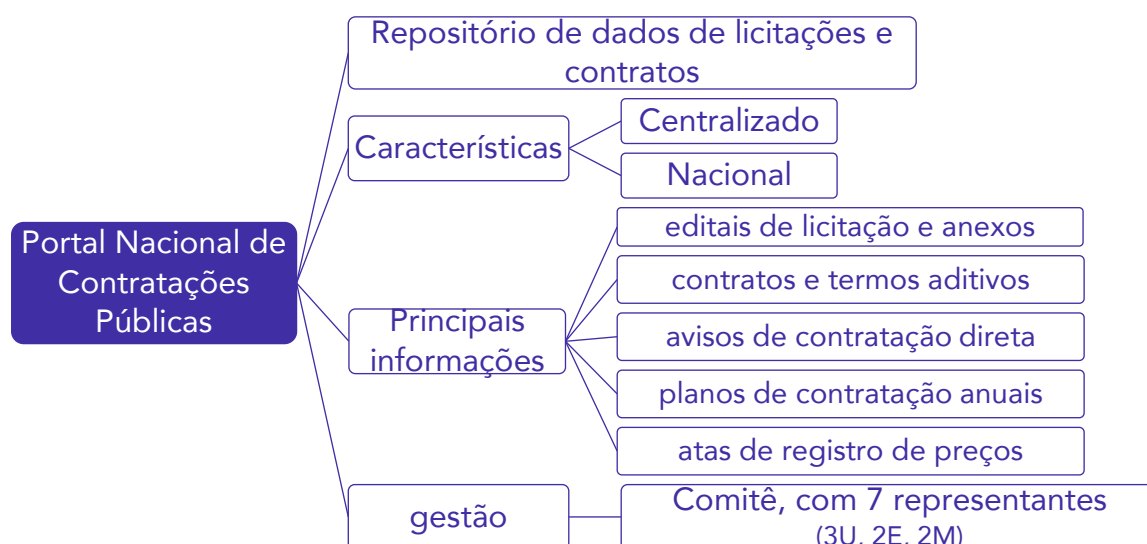 Repositório de dados de licitações e
contratos
Características
Centralizado
Nacional
Portal Nacional de
Contratações
Públicas
Principais
informações
editais de licitação e anexos
contratos e termos aditivos
avisos de contratação direta
planos de contratação anuais
atas de registro de preços
gestão
Comitê, com 7 representantes
(3U, 2E, 2M)